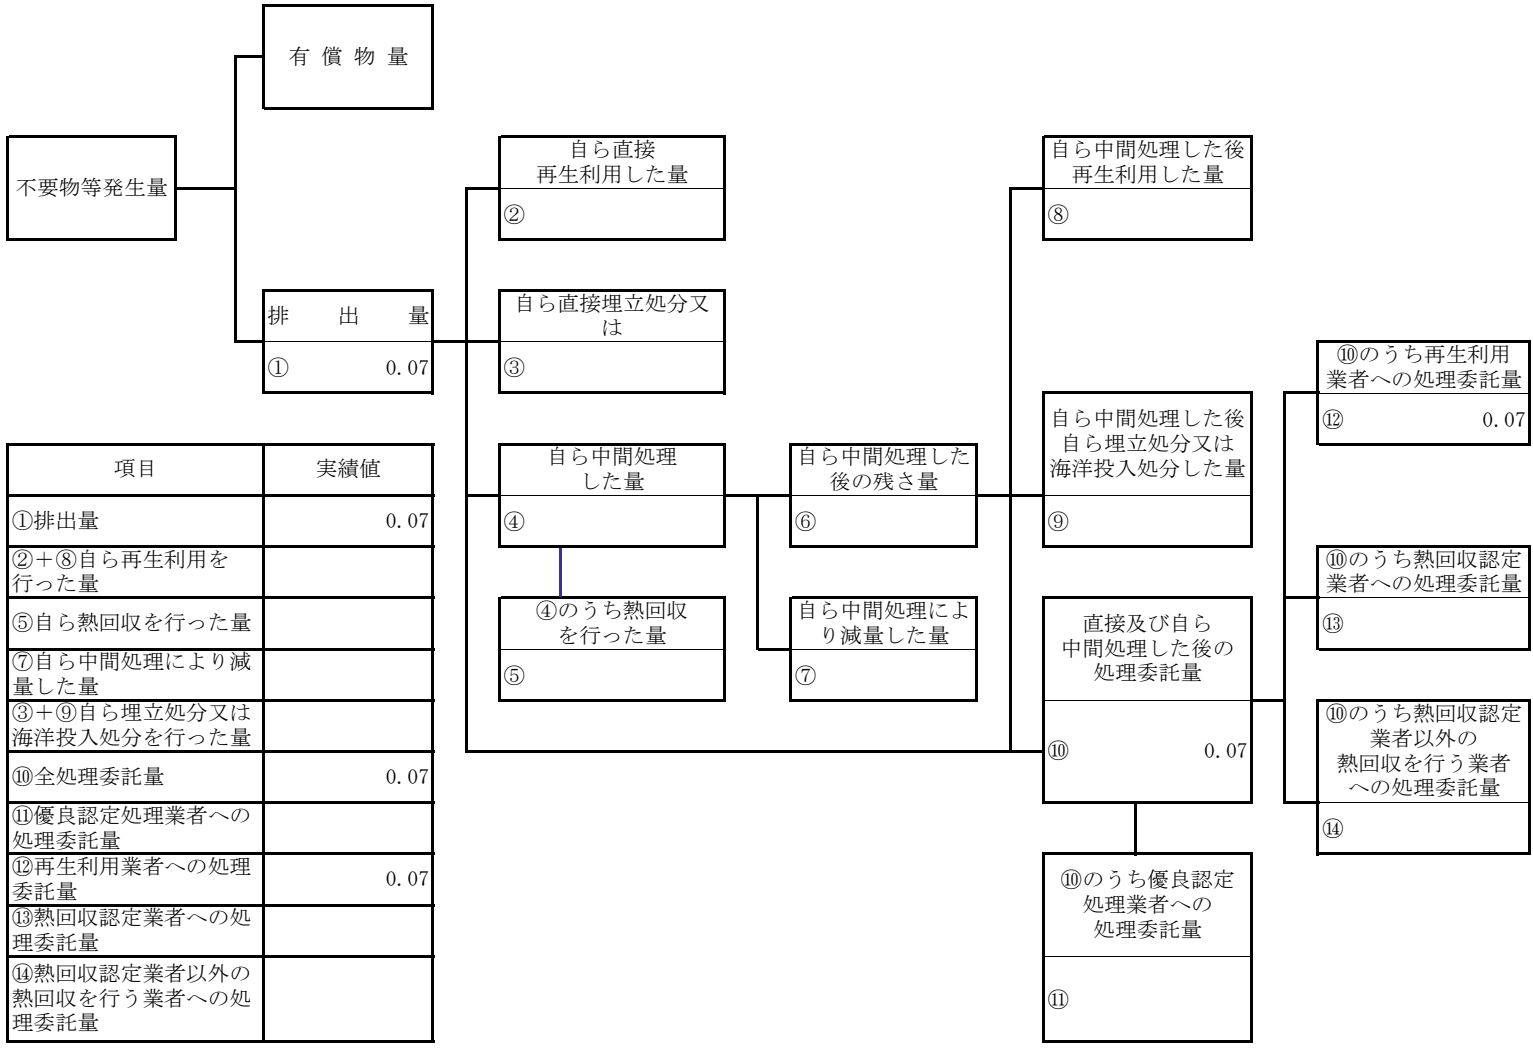 有 償 物 量
不要物等発生量
排 出 量
① 0.07
自ら直接
再生利用した量
②
自ら直接埋立処分又
は
③
自ら中間処理
した量
④
④のうち熱回収
を行った量
⑤
自ら中間処理した
後の残さ量
⑥
自ら中間処理によ
り減量した量
⑦
自ら中間処理した後
再生利用した量
⑧
自ら中間処理した後
自ら埋立処分又は
海洋投入処分した量
⑨
直接及び自ら
中間処理した後の
処理委託量
⑩ 0.07
⑩のうち優良認定
処理業者への
処理委託量
⑪
⑩のうち再生利用
業者への処理委託量
⑫ 0.07
⑩のうち熱回収認定
業者への処理委託量
⑬
⑩のうち熱回収認定
業者以外の
熱回収を行う業者
への処理委託量
⑭
項目 実績値
①排出量 0.07
②＋⑧自ら再生利用を
行った量
⑤自ら熱回収を行った量
⑦自ら中間処理により減
量した量
③＋⑨自ら埋立処分又は
海洋投入処分を行った量
⑩全処理委託量 0.07
⑪優良認定処理業者への
処理委託量
⑫再生利用業者への処理
委託量 0.07
⑬熱回収認定業者への処
理委託量
⑭熱回収認定業者以外の
熱回収を行う業者への処
理委託量